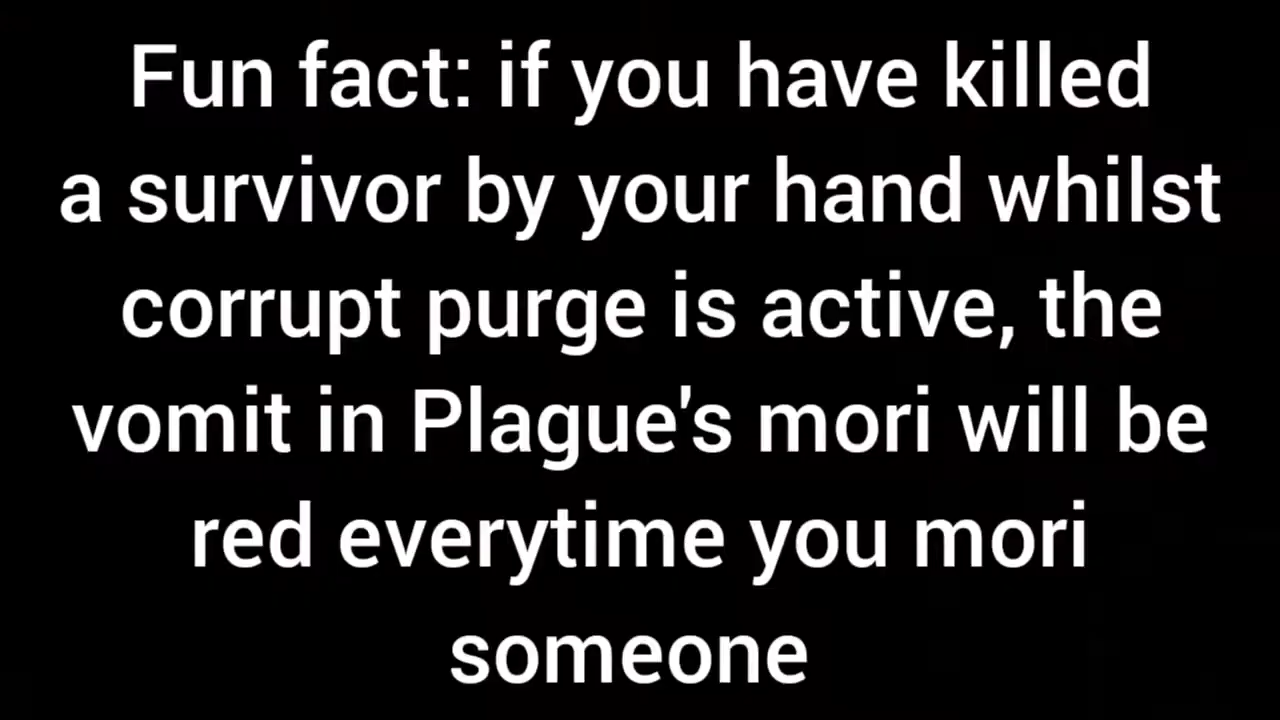 Fun fact: if you have killed
a survivor by your hand whilst
corrupt purge is active, the
vomit in Plague's mori will be
red everytime you mori
someone